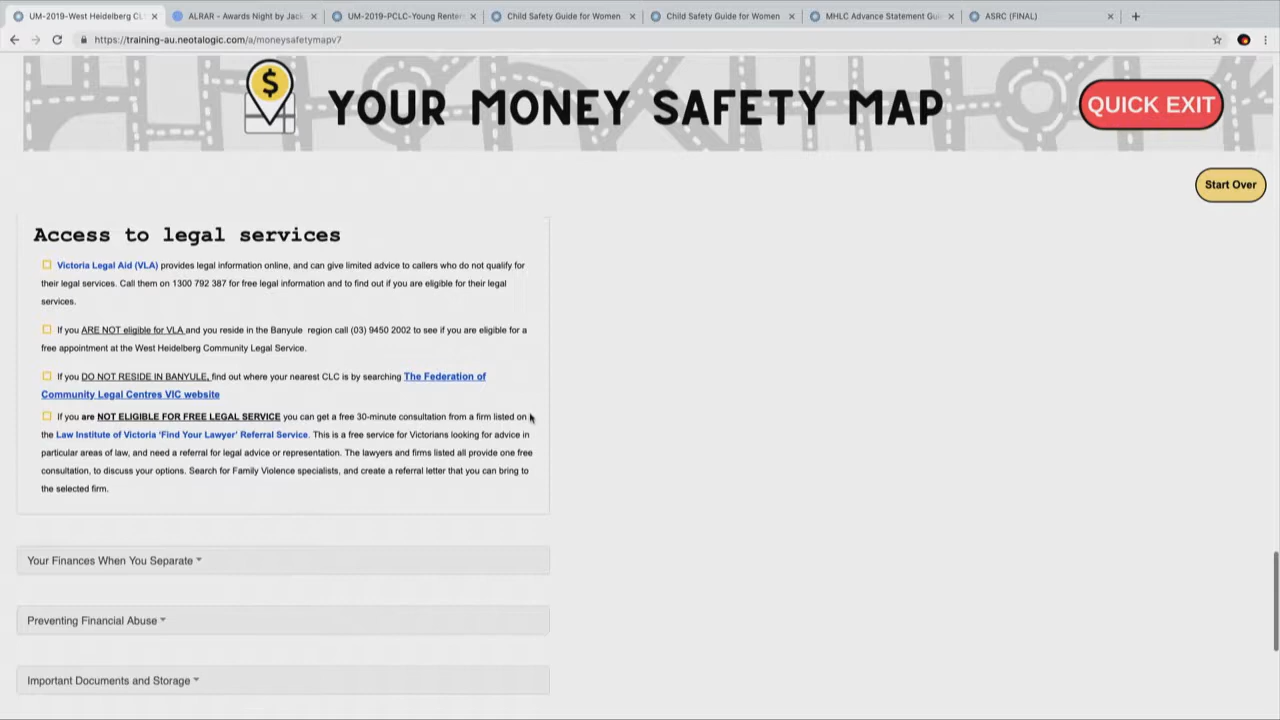 UM-2019-West Heidelberg CL
ALRAR - Awards Night by Jack
UM-2019-PCLC-Young Renter
Child Safety Guide for Women
Child Safety Guide for Women
MHLC Advance Statement Gui
ASRC (FINAL)
https://training-au.neotalogic.com/a/moneysafetymapv7
$ YOUR MONEY SAFETY MAP
QUICK EXIT
Start Over
Access to legal services
Victoria Legal Aid (VLA) provides legal information online, and can give limited advice to callers who do not qualify for
their legal services. Call them on 1300 792 387 for free legal information and to find out if you are eligible for their legal
services.
If you ARE NOT eligible for VLA and you reside in the Banyule region call (03) 9450 2002 to see if you are eligible for a
free appointment at the West Heidelberg Community Legal Service.
If you DO NOT RESIDE IN BANYULE, find out where your nearest CLC is by searching The Federation of
Community Legal Centres VIC website
If you are NOT ELIGIBLE FOR FREE LEGAL SERVICE you can get a free 30-minute consultation from a firm listed on
the Law Institute of Victoria 'Find Your Lawyer' Referral Service. This is a free service for Victorians looking for advice in
particular areas of law, and need a referral for legal advice or representation. The lawyers and firms listed all provide one free
consultation, to discuss your options. Search for Family Violence specialists, and create a referral letter that you can bring to
the selected firm.
Your Finances When You Separate
Preventing Financial Abuse
Important Documents and Storage